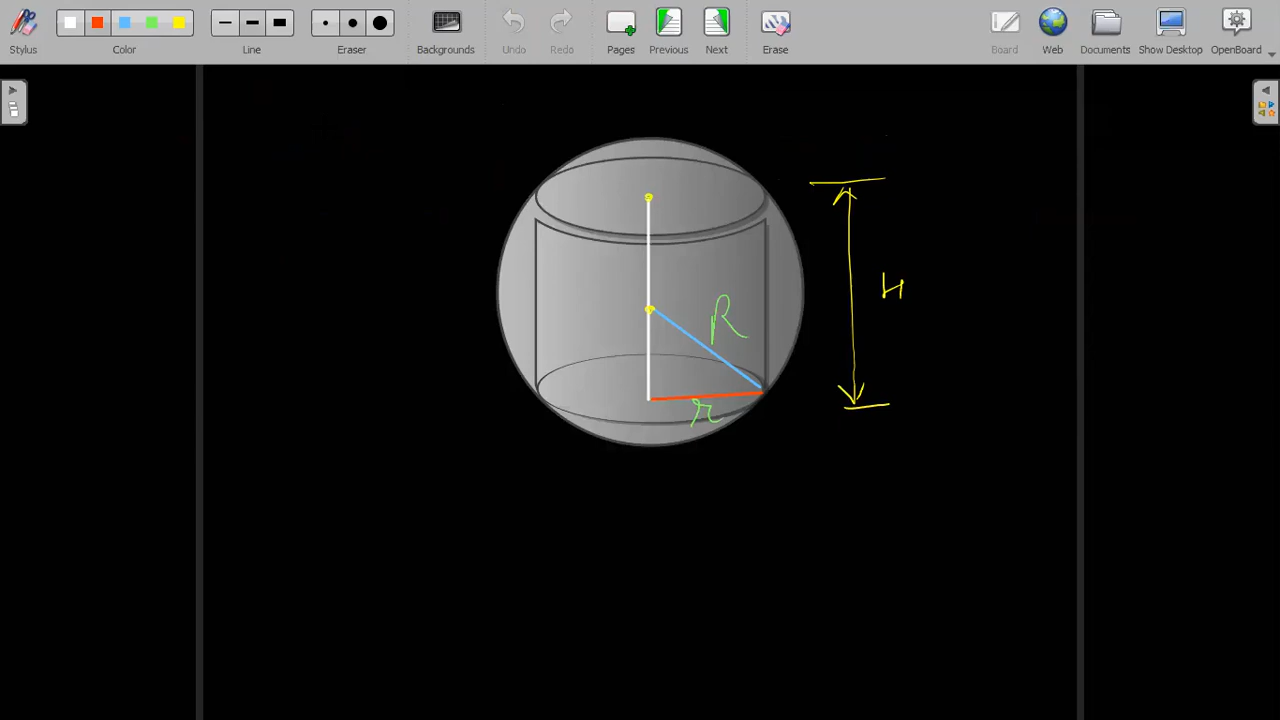 Stylus Color Line Eraser Backgrounds Undo Redo Pages Previous Next Erase Board Web Documents Show Desktop OpenBoard
H
R
r